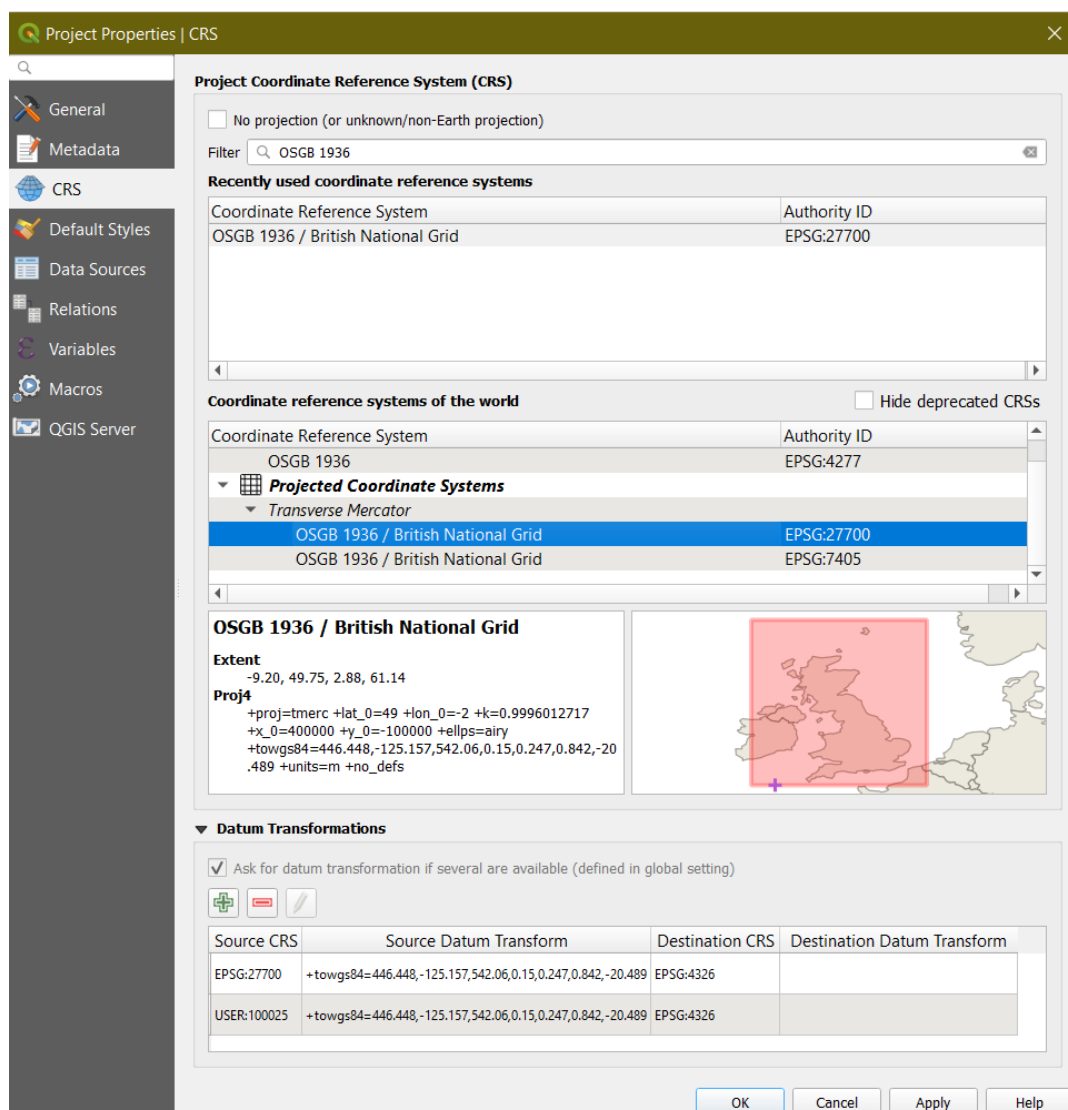 Project Properties | CRS
General
Metadata
CRS
Default Styles
Data Sources
Relations
Variables
Macros
QGIS Server
Project Coordinate Reference System (CRS)
No projection (or unknown/non-Earth projection)
Filter OSGB 1936
Recently used coordinate reference systems
Coordinate Reference System Authority ID
OSGB 1936 / British National Grid EPSG:27700
Coordinate reference systems of the world Hide deprecated CRSs
Coordinate Reference System Authority ID
OSGB 1936 EPSG:4277
Projected Coordinate Systems
Transverse Mercator
OSGB 1936 / British National Grid EPSG:27700
OSGB 1936 / British National Grid EPSG:7405
OSGB 1936 / British National Grid
Extent
-9.20, 49.75, 2.88, 61.14
Proj4
+proj=tmerc +lat_0=49 +lon_0=-2 +k=0.9996012717
+x_0=400000 +y_0=-100000 +ellps=airy
+towgs84=446.448,-125.157,542.06,0.15,0.247,0.842,-20
.489 +units=m +no_defs
Datum Transformations
Ask for datum transformation if several are available (defined in global setting)
Source CRS Source Datum Transform Destination CRS Destination Datum Transform
EPSG:27700 +towgs84=446.448,-125.157,542.06,0.15,0.247,0.842,-20.489 EPSG:4326
USER:100025 +towgs84=446.448,-125.157,542.06,0.15,0.247,0.842,-20.489 EPSG:4326
OK Cancel Apply Help